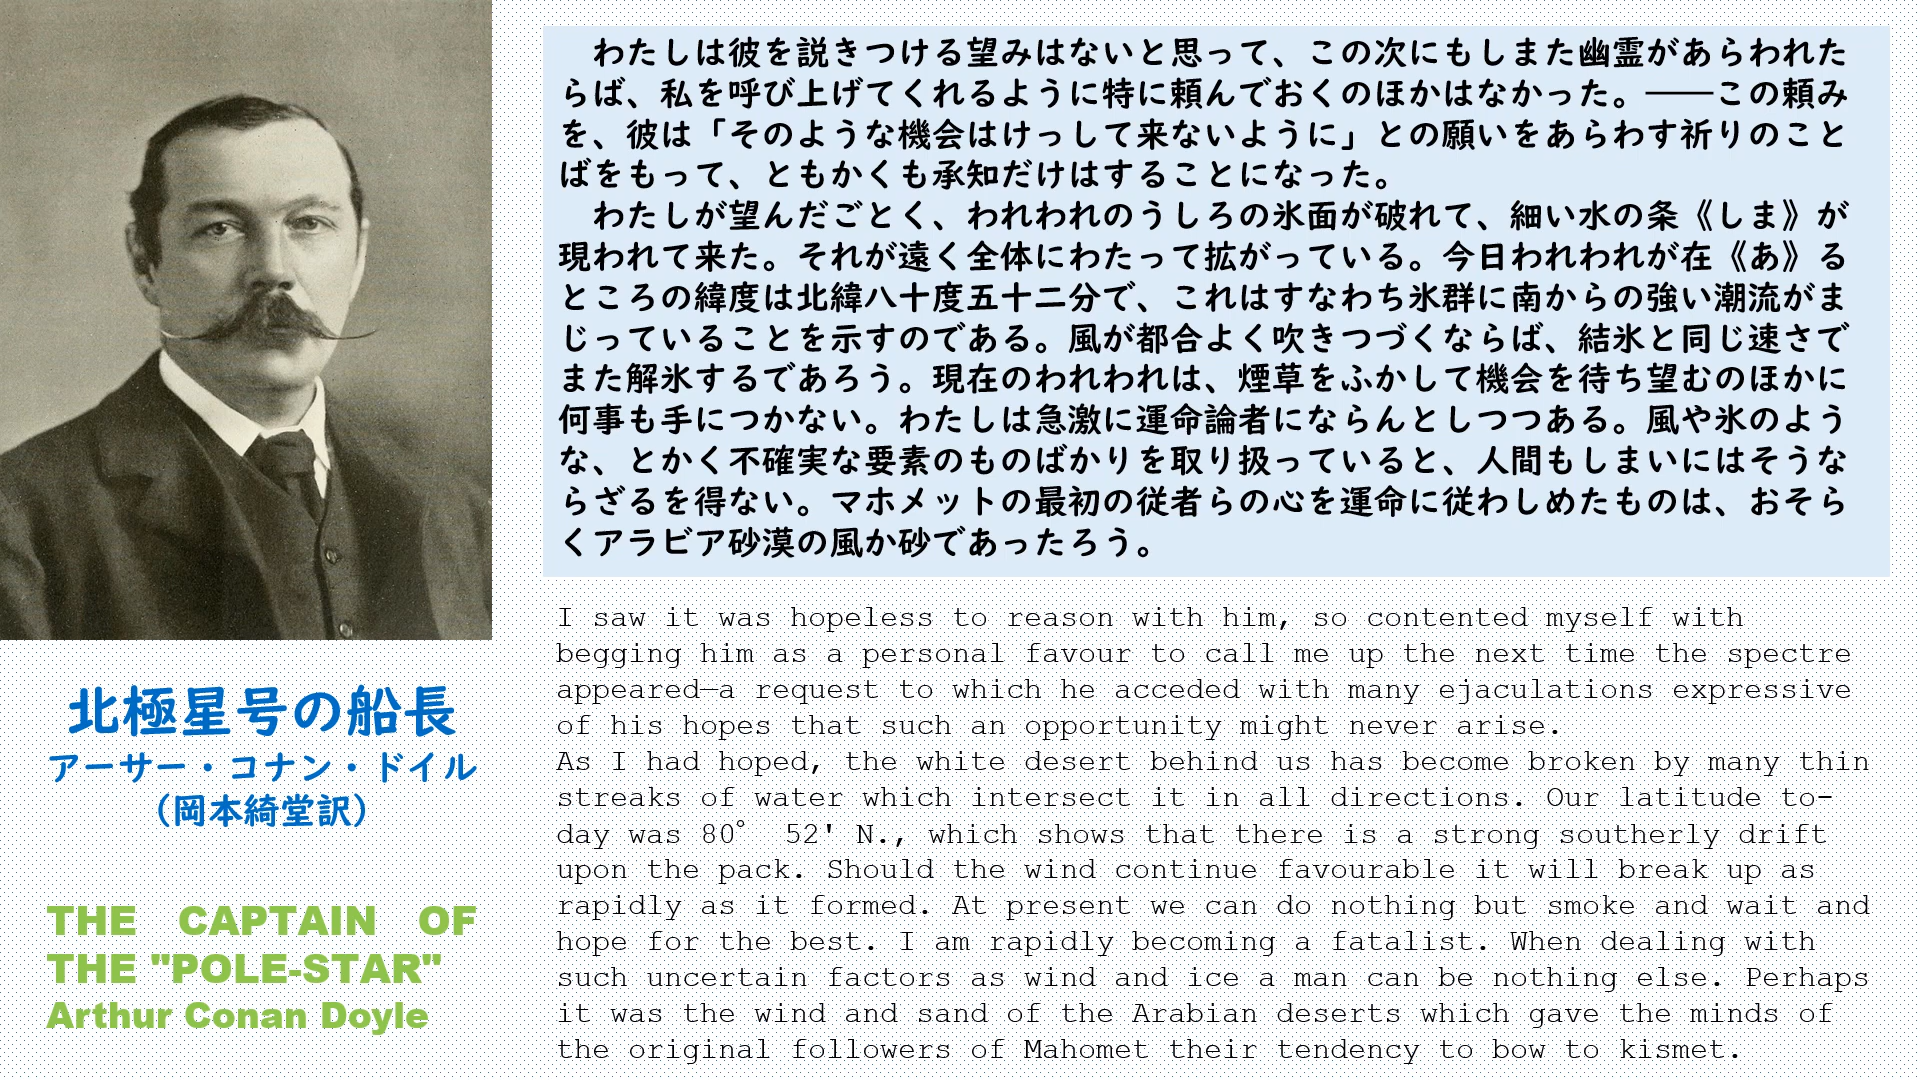 わたしは彼を説きつける望みはないと思って、この次にもしまた幽霊があらわれた
らば、私を呼び上げてくれるように特に頼んでおくのほかはなかった。――この頼み
を、彼は「そのような機会はけっして来ないように」との願いをあらわす祈りのこと
ばをもって、ともかくも承知だけはすることになった。
　わたしが望んだごとく、われわれのうしろの氷面が破れて、細い水の条《しま》が
現われて来た。それが遠く全体にわたって拡がっている。今日われわれが在《あ》る
ところの緯度は北緯八十度五十二分で、これはすなわち氷群に南からの強い潮流がま
じっていることを示すのである。風が都合よく吹きつづくならば、結氷と同じ速さで
また解氷するであろう。現在のわれわれは、煙草をふかして機会を待ち望むのほかに
何事も手につかない。わたしは急激に運命論者にならんとしつつある。風や氷のよう
な、とかく不確実な要素のものばかりを取り扱っていると、人間もしまいにはそうな
らざるを得ない。マホメットの最初の従者らの心を運命に従わしめたものは、おそら
くアラビア砂漠の風か砂であったろう。
I saw it was hopeless to reason with him, so contented myself with
begging him as a personal favour to call me up the next time the spectre
appeared—a request to which he acceded with many ejaculations expressive
of his hopes that such an opportunity might never arise.
As I had hoped, the white desert behind us has become broken by many thin
streaks of water which intersect it in all directions. Our latitude to-
day was 80° 52' N., which shows that there is a strong southerly drift
upon the pack. Should the wind continue favourable it will break up as
rapidly as it formed. At present we can do nothing but smoke and wait and
hope for the best. I am rapidly becoming a fatalist. When dealing with
such uncertain factors as wind and ice a man can be nothing else. Perhaps
it was the wind and sand of the Arabian deserts which gave the minds of
the original followers of Mahomet their tendency to bow to kismet.
北極星号の船長
アーサー・コナン・ドイル
（岡本綺堂訳）
THE CAPTAIN OF
THE "POLE-STAR"
Arthur Conan Doyle